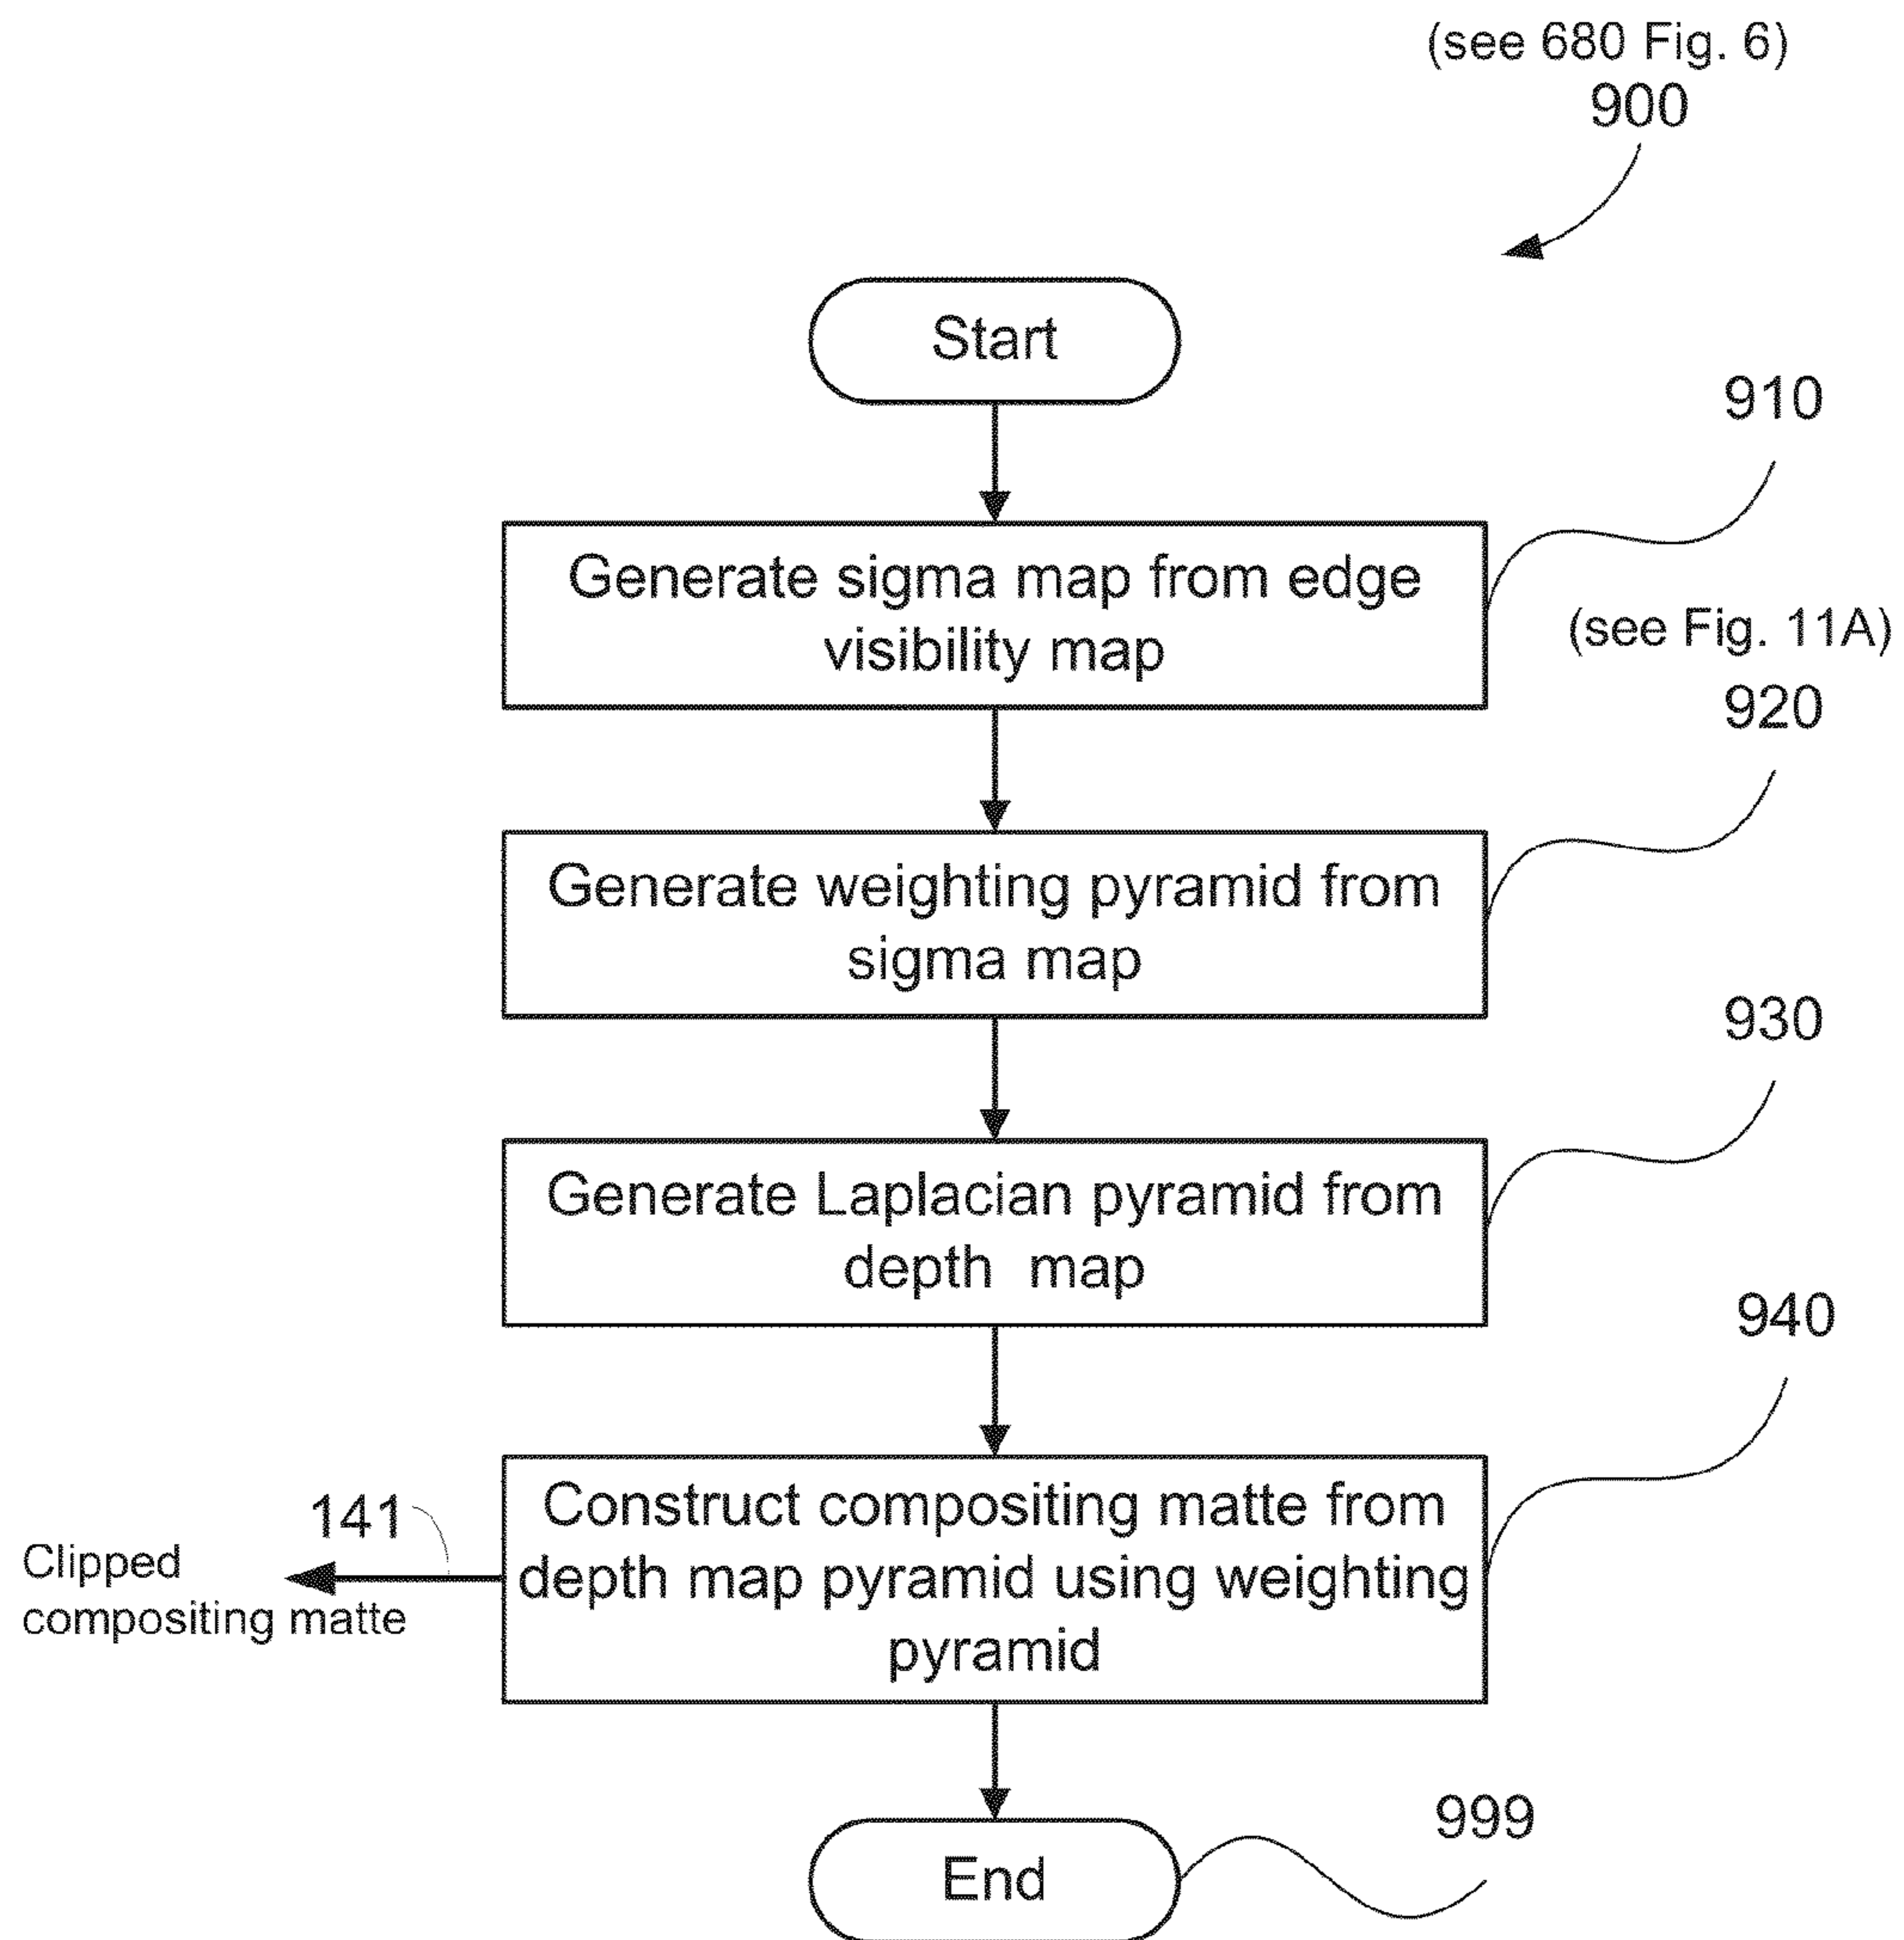 (see 680 Fig. 6)
900
Start
910
Generate sigma map from edge
visibility map
(see Fig. 11A)
920
Generate weighting pyramid from
sigma map
930
Generate Laplacian pyramid from
depth map
940
Construct compositing matte from
depth map pyramid using weighting
pyramid
141
Clipped
compositing matte
999
End